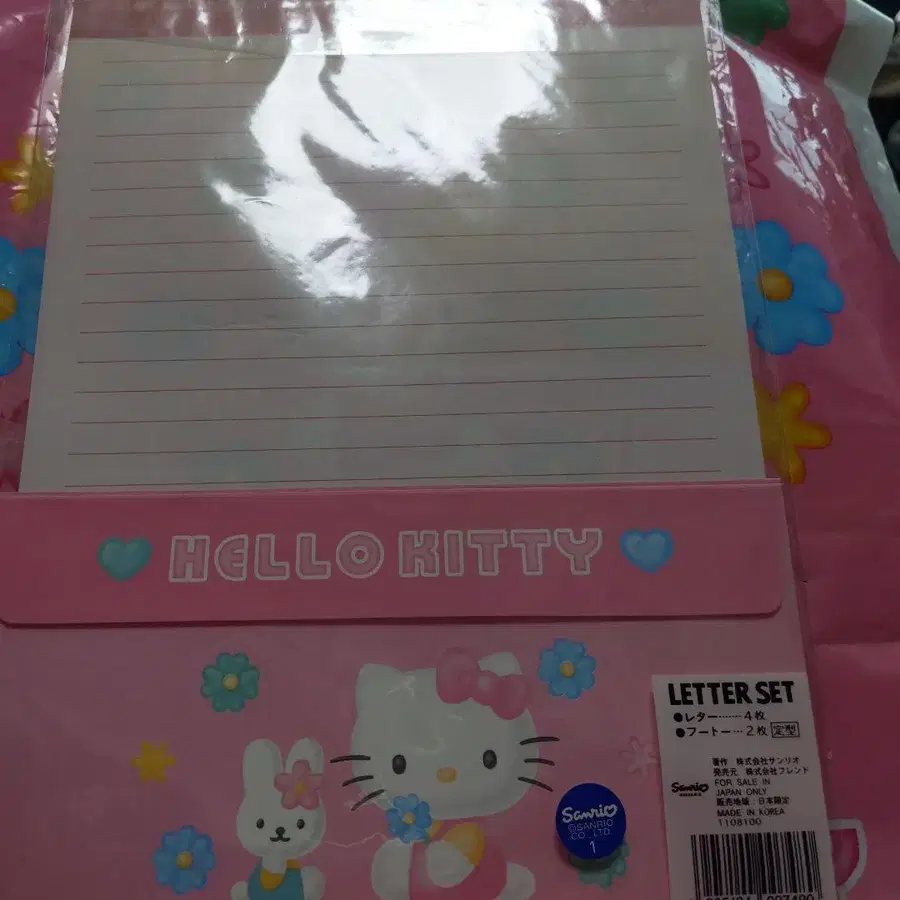 HELLO KITTY
LETTER SET
●レター……4枚
●フートー…2枚 定型
著作 株式会社サンリオ
発売元 株式会社フレンド
FOR SALE IN
JAPAN ONLY
販売地域:日本限定
MADE IN KOREA
1108100
Sanrio
Sanrio
©SANRIO
CO., LTD.
1